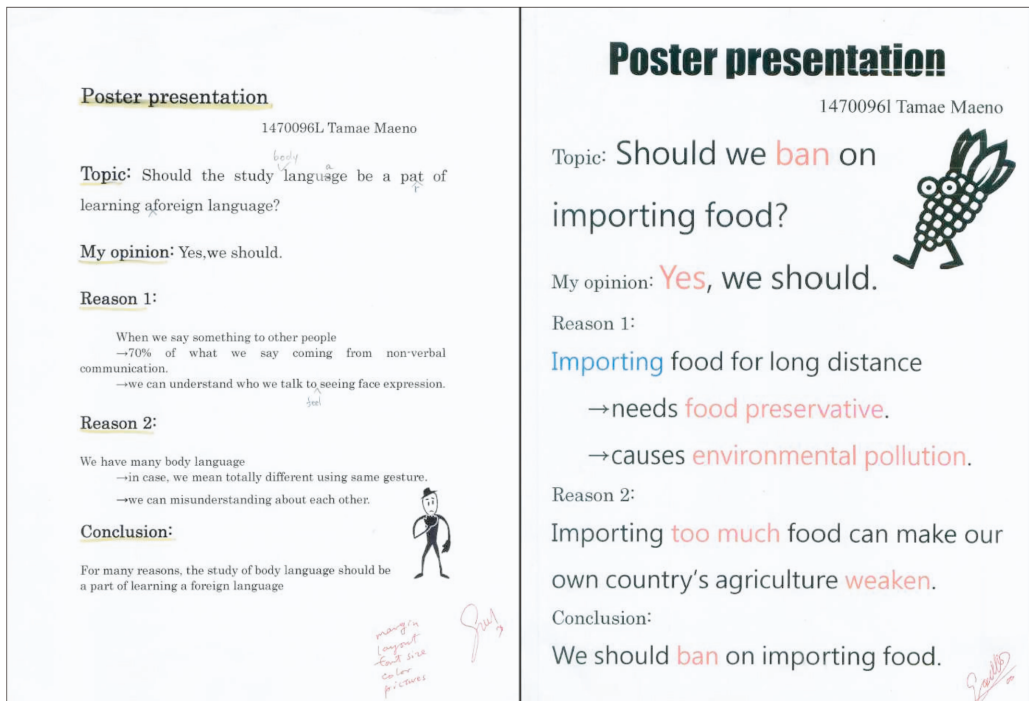 Poster presentation
1470096L Tamae Maeno
body
Topic: Should the study language be a pat of
a
r
learning aforeign language?
My opinion: Yes,we should.
Reason 1:
When we say something to other people
→70% of what we say coming from non-verbal
communication.
→we can understand who we talk to seeing face expression.
feel
Reason 2:
We have many body language
→in case, we mean totally different using same gesture.
→we can misunderstanding about each other.
Conclusion:
For many reasons, the study of body language should be
a part of learning a foreign language
margin
layout
font size
color
pictures
Poster presentation
1470096l Tamae Maeno
Topic: Should we ban on
importing food?
My opinion: Yes, we should.
Reason 1:
Importing food for long distance
→needs food preservative.
→causes environmental pollution.
Reason 2:
Importing too much food can make our
own country's agriculture weaken.
Conclusion:
We should ban on importing food.